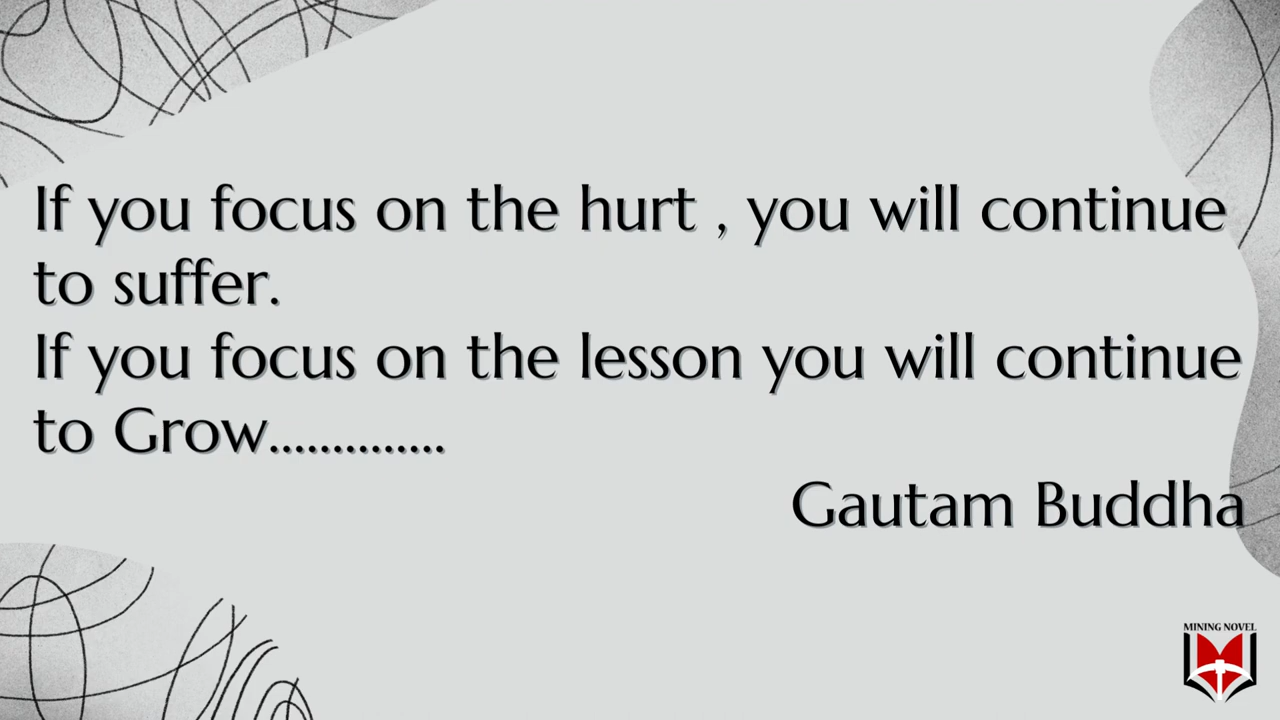 If you focus on the hurt , you will continue
to suffer.
If you focus on the lesson you will continue
to Grow..............
Gautam Buddha
MINING NOVEL